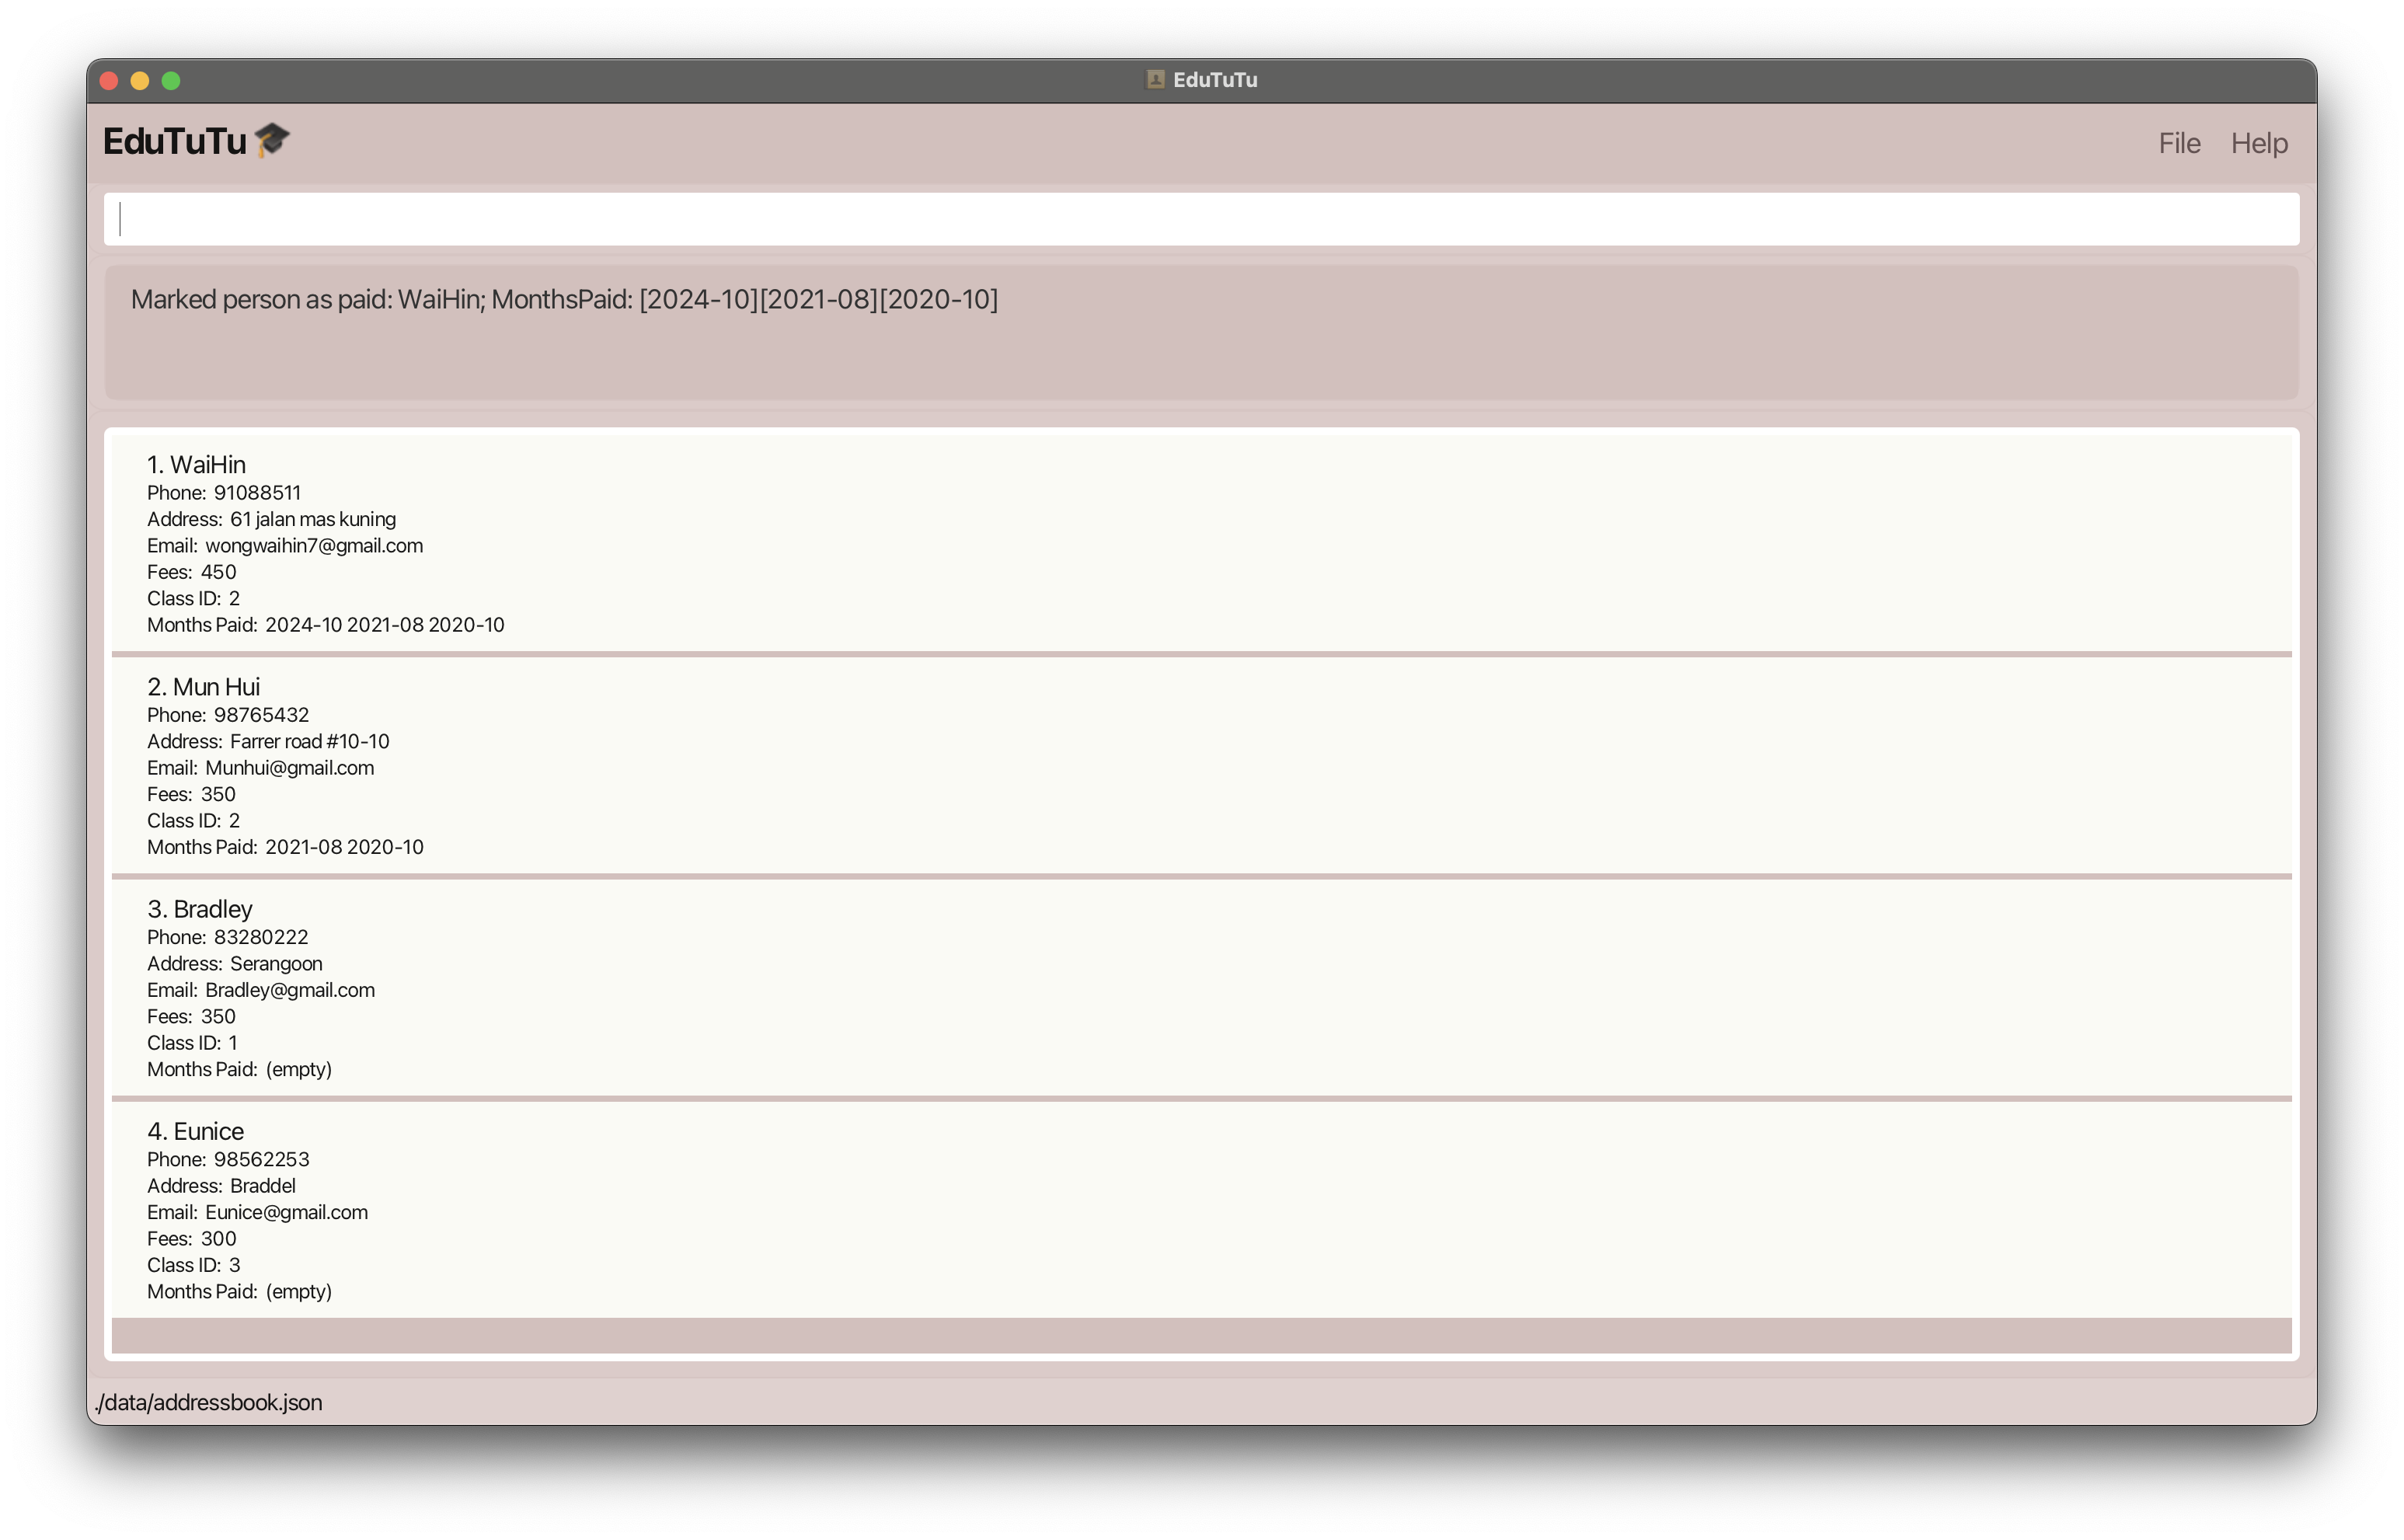 EduTuTu
EduTuTu
File Help
Marked person as paid: WaiHin; MonthsPaid: [2024-10][2021-08][2020-10]
1. WaiHin
Phone: 91088511
Address: 61 jalan mas kuning
Email: wongwaihin7@gmail.com
Fees: 450
Class ID: 2
Months Paid: 2024-10 2021-08 2020-10
2. Mun Hui
Phone: 98765432
Address: Farrer road #10-10
Email: Munhui@gmail.com
Fees: 350
Class ID: 2
Months Paid: 2021-08 2020-10
3. Bradley
Phone: 83280222
Address: Serangoon
Email: Bradley@gmail.com
Fees: 350
Class ID: 1
Months Paid: (empty)
4. Eunice
Phone: 98562253
Address: Braddel
Email: Eunice@gmail.com
Fees: 300
Class ID: 3
Months Paid: (empty)
./data/addressbook.json